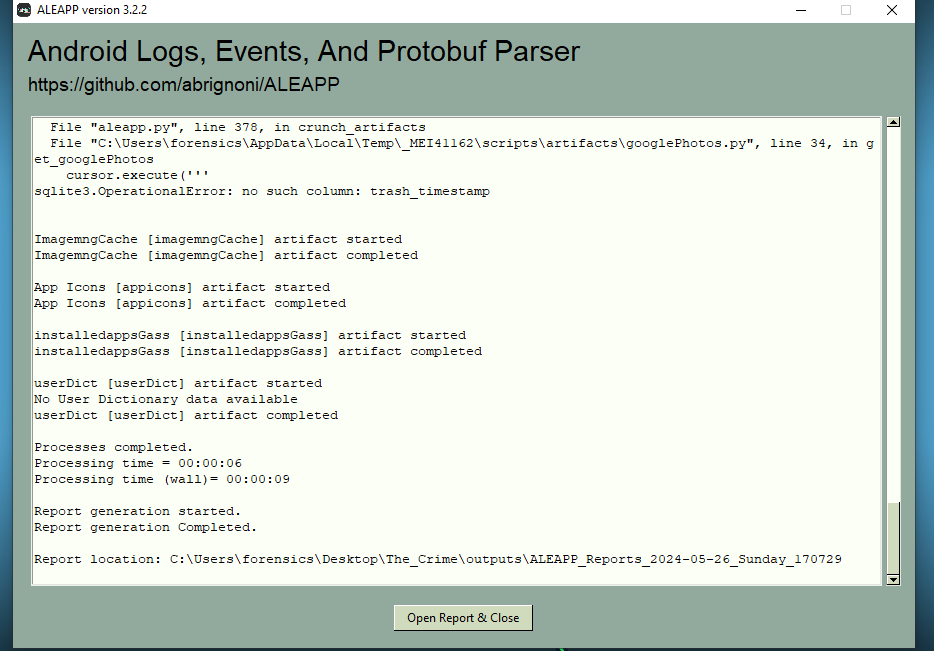 ALEAPP version 3.2.2
Android Logs, Events, And Protobuf Parser
https://github.com/abrignoni/ALEAPP
File "aleapp.py", line 378, in crunch_artifacts
File "C:\Users\forensics\AppData\Local\Temp\_MEI41162\scripts\artifacts\googlePhotos.py", line 34, in g
et_googlePhotos
cursor.execute('''
sqlite3.OperationalError: no such column: trash_timestamp
ImagemngCache [imagemngCache] artifact started
ImagemngCache [imagemngCache] artifact completed
App Icons [appicons] artifact started
App Icons [appicons] artifact completed
installedappsGass [installedappsGass] artifact started
installedappsGass [installedappsGass] artifact completed
userDict [userDict] artifact started
No User Dictionary data available
userDict [userDict] artifact completed
Processes completed.
Processing time = 00:00:06
Processing time (wall)= 00:00:09
Report generation started.
Report generation Completed.
Report location: C:\Users\forensics\Desktop\The_Crime\outputs\ALEAPP_Reports_2024-05-26_Sunday_170729
Open Report & Close